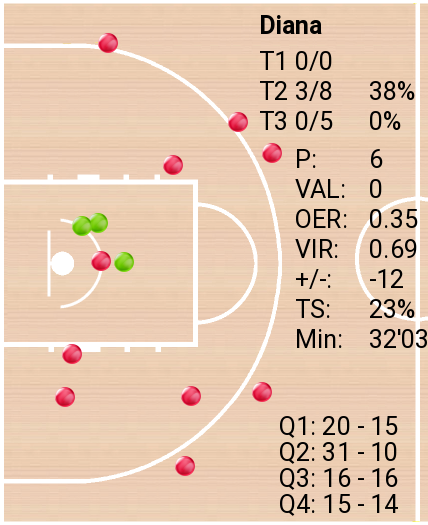 Diana
T1 0/0
T2 3/8 38%
T3 0/5 0%
P: 6
VAL: 0
OER: 0.35
VIR: 0.69
+/-: -12
TS: 23%
Min: 32'03
Q1: 20 - 15
Q2: 31 - 10
Q3: 16 - 16
Q4: 15 - 14